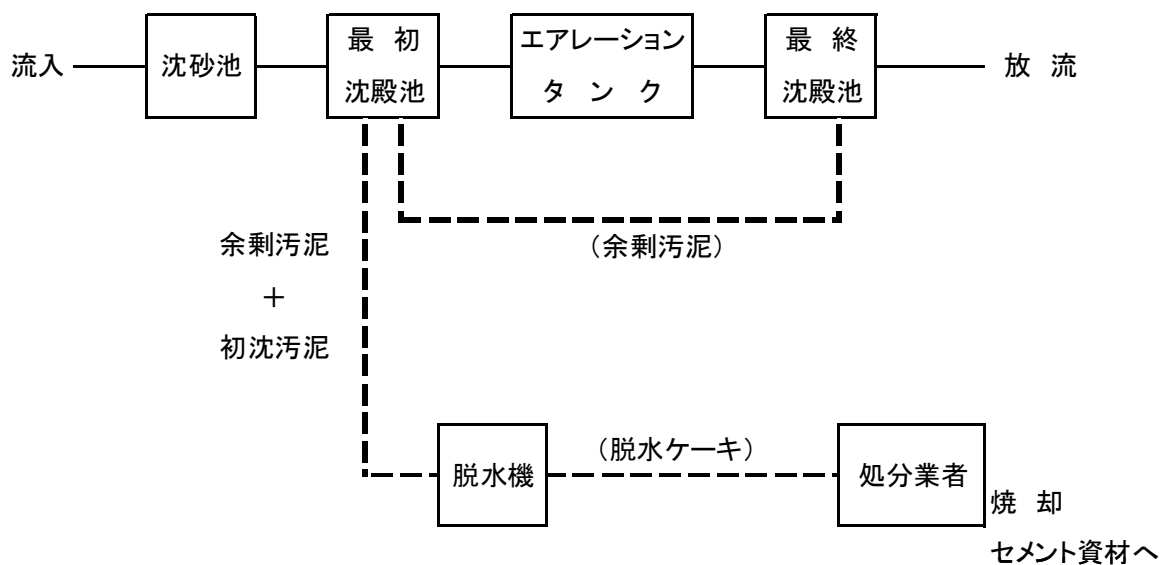 流入
沈砂池
最 初
沈殿池
エアレーション
タ ン ク
最 終
沈殿池
放 流
余剰汚泥
＋
初沈汚泥
（余剰汚泥）
脱水機
（脱水ケーキ）
処分業者
焼 却
セメント資材へ